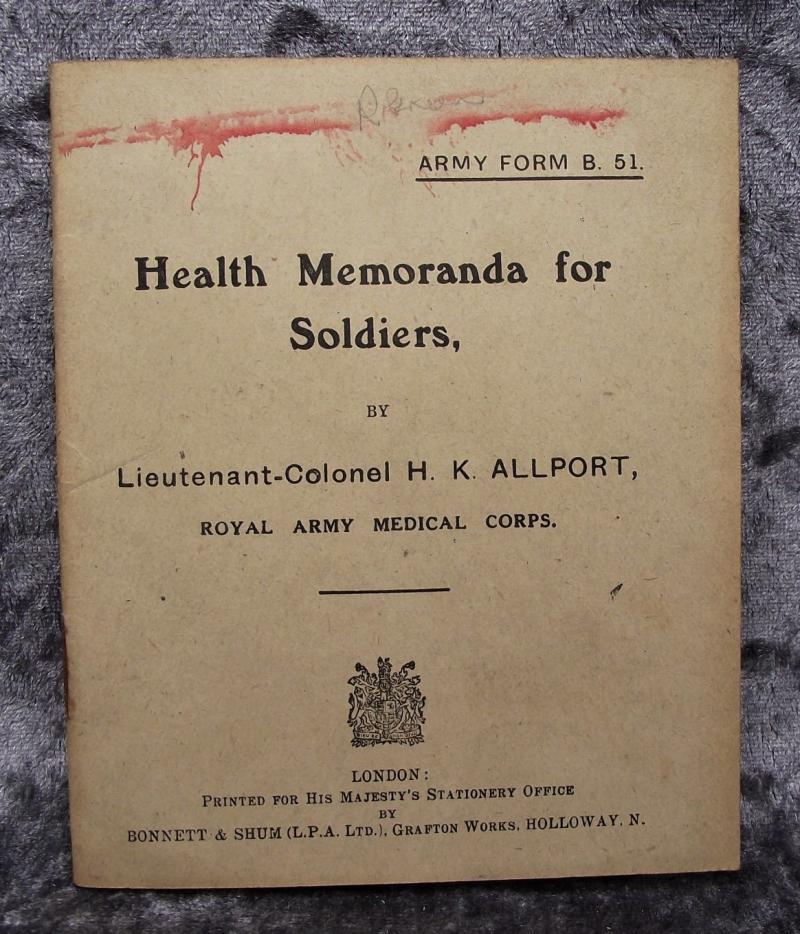 ARMY FORM B. 51.
Health Memoranda for
Soldiers,
BY
Lieutenant-Colonel H. K. ALLPORT,
ROYAL ARMY MEDICAL CORPS.
LONDON:
PRINTED FOR HIS MAJESTY'S STATIONERY OFFICE
BY
BONNETT & SHUM (L.P.A. LTD.), GRAFTON WORKS, HOLLOWAY, N.